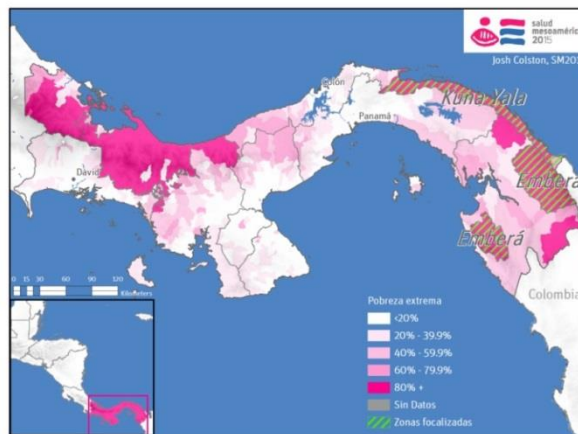 salud
mesoamérica
2015
Josh Colston, SM20
Colón
Kuna Yala
Panamá
David
Emberá
Emberá
0 15 30 60 90 120
Kilometers
Colombia
Pobreza extrema
<20%
20% - 39.9%
40% - 59.9%
60% - 79.9%
80% +
Sin Datos
Zonas focalizadas